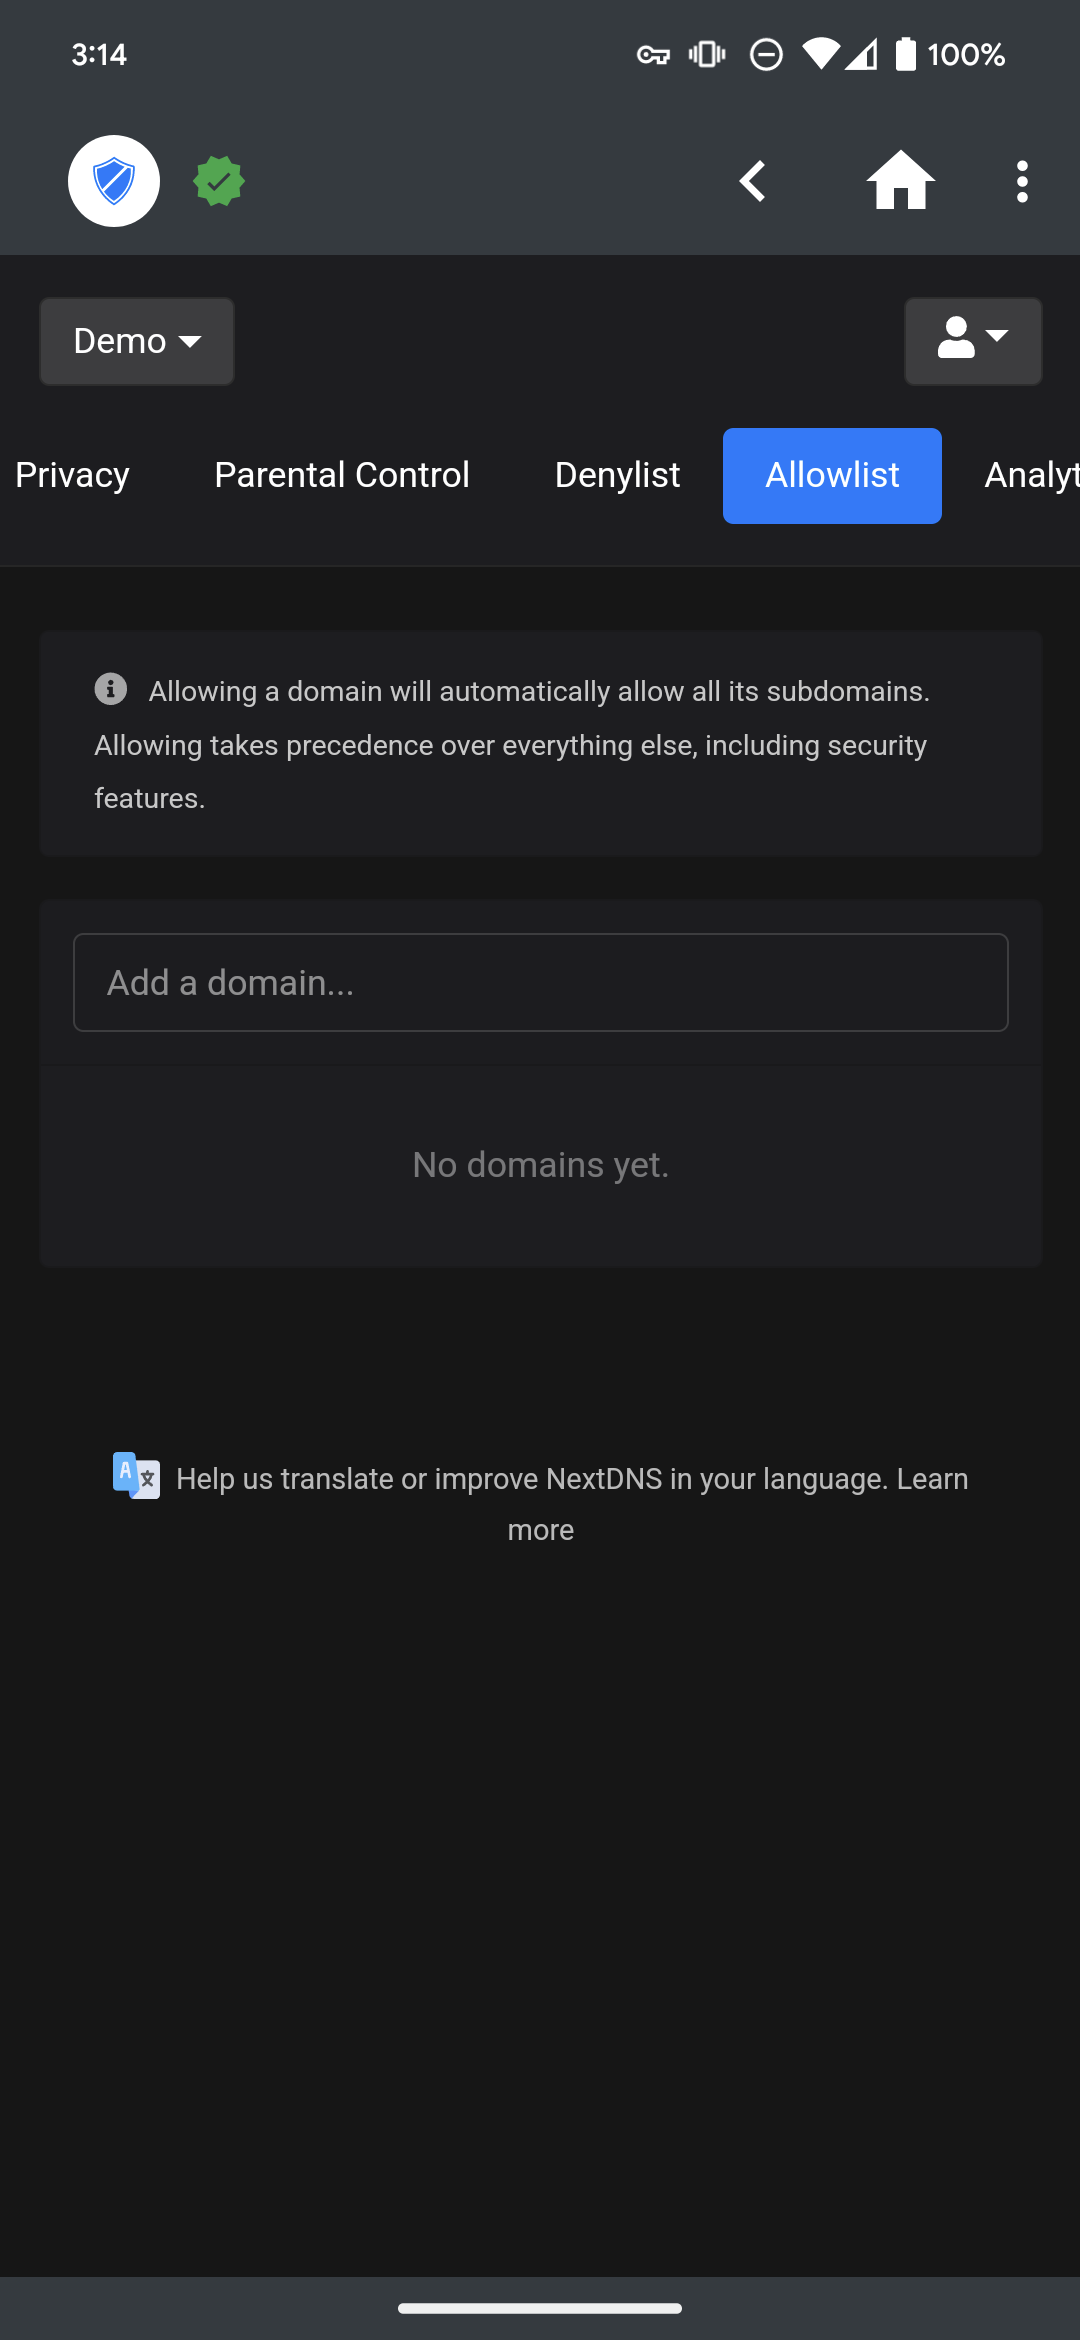 3:14
100%
Demo
Privacy
Parental Control
Denylist
Allowlist
Analyt
Allowing a domain will automatically allow all its subdomains.
Allowing takes precedence over everything else, including security
features.
Add a domain...
No domains yet.
Help us translate or improve NextDNS in your language. Learn
more